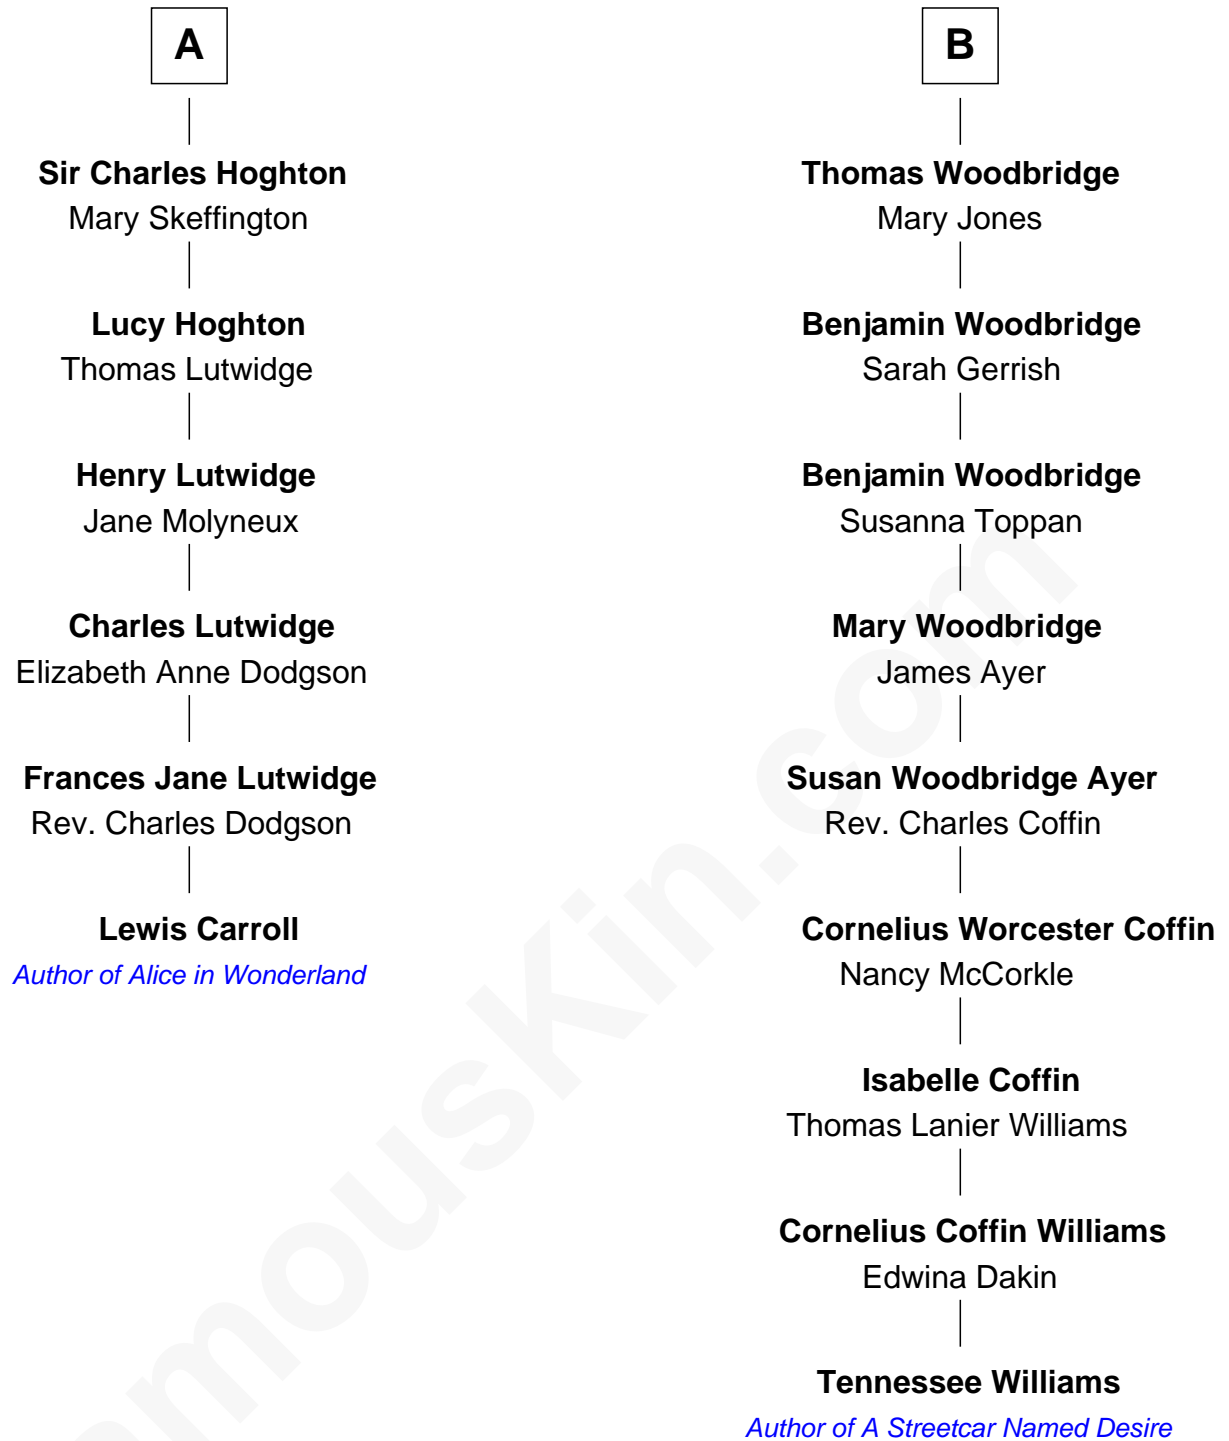 A
Sir Charles Hoghton
Mary Skeffington
Lucy Hoghton
Thomas Lutwidge
Henry Lutwidge
Jane Molyneux
Charles Lutwidge
Elizabeth Anne Dodgson
Frances Jane Lutwidge
Rev. Charles Dodgson
Lewis Carroll
Author of Alice in Wonderland
B
Thomas Woodbridge
Mary Jones
Benjamin Woodbridge
Sarah Gerrish
Benjamin Woodbridge
Susanna Toppan
Mary Woodbridge
James Ayer
Susan Woodbridge Ayer
Rev. Charles Coffin
Cornelius Worcester Coffin
Nancy McCorkle
Isabelle Coffin
Thomas Lanier Williams
Cornelius Coffin Williams
Edwina Dakin
Tennessee Williams
Author of A Streetcar Named Desire
amousKin.com